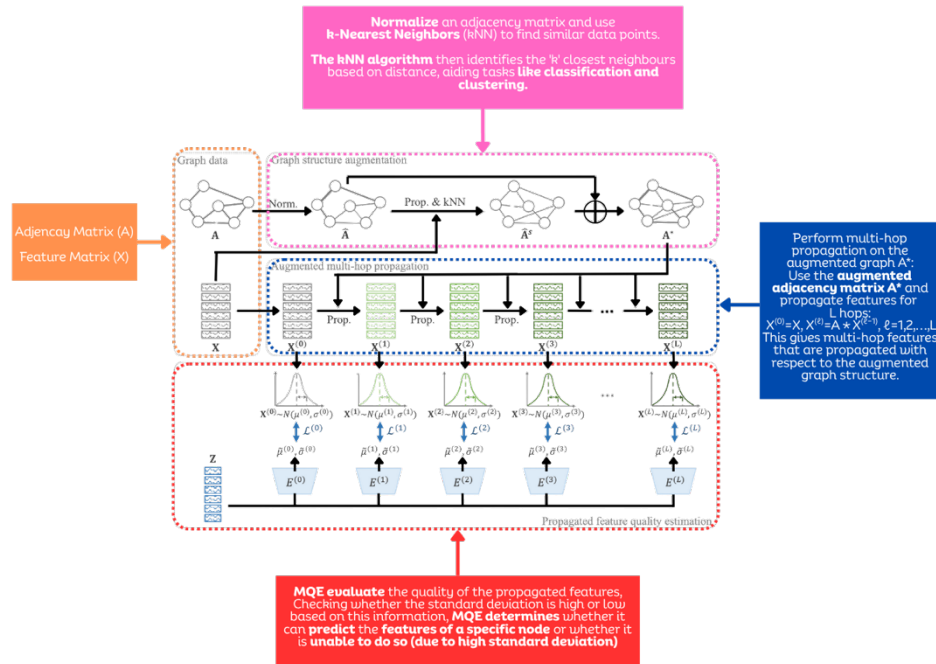 Normalize an adjacency matrix and use
k-Nearest Neighbors (kNN) to find similar data points.
The kNN algorithm then identifies the 'k' closest neighbours
based on distance, aiding tasks like classification and
clustering.
Graph data
Graph structure augmentation
Norm.
Prop. & kNN
A
Â
Â^s
A*
Adjencay Matrix (A)
Feature Matrix (X)
Augmented multi-hop propagation
Prop.
Prop.
Prop.
...
X
X^(0)
X^(1)
X^(2)
X^(3)
X^(L)
Perform multi-hop
propagation on the
augmented graph A*:
Use the augmented
adjacency matrix A* and
propagate features for
L hops:
X^(0)=X, X^(ℓ)=A*X^(ℓ-1), ℓ=1,2,...,L
This gives multi-hop features
that are propagated with
respect to the augmented
graph structure.
...
X^(0)~N(μ^(0), σ^(0)) X^(1)~N(μ^(1), σ^(1)) X^(2)~N(μ^(2), σ^(2)) X^(3)~N(μ^(3), σ^(3)) X^(L)~N(μ^(L), σ^(L))
ℒ^(0) ℒ^(1) ℒ^(2) ℒ^(3) ℒ^(L)
μ̃^(0), σ̃^(0) μ̃^(1), σ̃^(1) μ̃^(2), σ̃^(2) μ̃^(3), σ̃^(3) μ̃^(L), σ̃^(L)
Z
E^(0) E^(1) E^(2) E^(3) E^(L)
Propagated feature quality estimation
MQE evaluate the quality of the propagated features,
Checking whether the standard deviation is high or low
based on this information, MQE determines whether it
can predict the features of a specific node or whether it
is unable to do so (due to high standard deviation)